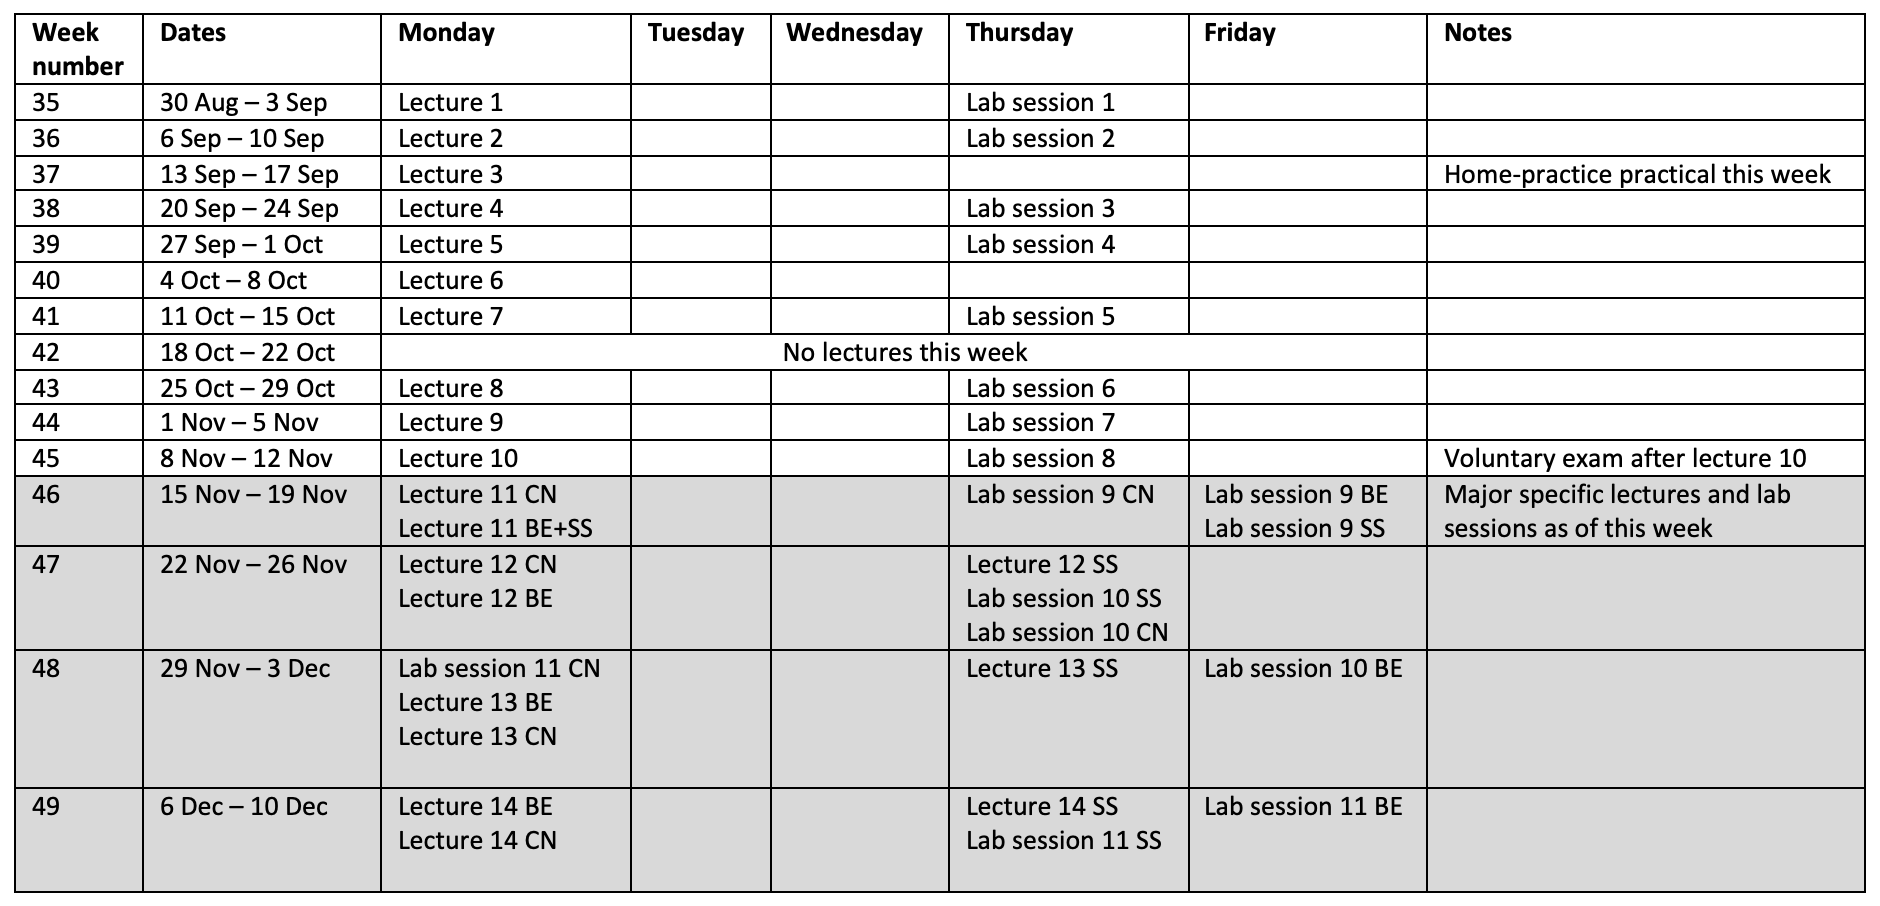 Week number Dates Monday Tuesday Wednesday Thursday Friday Notes
35 30 Aug – 3 Sep Lecture 1 Lab session 1
36 6 Sep – 10 Sep Lecture 2 Lab session 2
37 13 Sep – 17 Sep Lecture 3 Home-practice practical this week
38 20 Sep – 24 Sep Lecture 4 Lab session 3
39 27 Sep – 1 Oct Lecture 5 Lab session 4
40 4 Oct – 8 Oct Lecture 6
41 11 Oct – 15 Oct Lecture 7 Lab session 5
42 18 Oct – 22 Oct No lectures this week
43 25 Oct – 29 Oct Lecture 8 Lab session 6
44 1 Nov – 5 Nov Lecture 9 Lab session 7
45 8 Nov – 12 Nov Lecture 10 Lab session 8 Voluntary exam after lecture 10
46 15 Nov – 19 Nov Lecture 11 CN Lab session 9 CN Lab session 9 BE Major specific lectures and lab
Lecture 11 BE+SS Lab session 9 SS sessions as of this week
47 22 Nov – 26 Nov Lecture 12 CN Lecture 12 SS
Lecture 12 BE Lab session 10 SS
Lab session 10 CN
48 29 Nov – 3 Dec Lab session 11 CN Lecture 13 SS Lab session 10 BE
Lecture 13 BE
Lecture 13 CN
49 6 Dec – 10 Dec Lecture 14 BE Lecture 14 SS Lab session 11 BE
Lecture 14 CN Lab session 11 SS